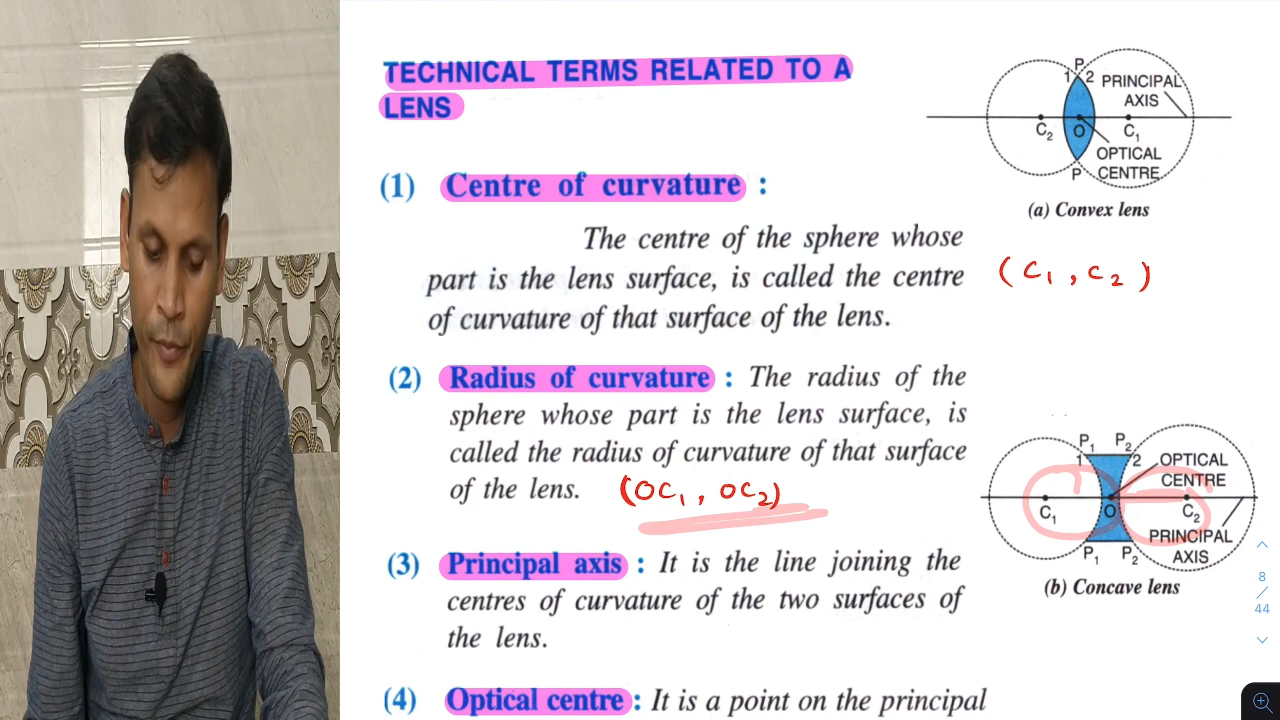 TECHNICAL TERMS RELATED TO A
LENS
(1) Centre of curvature :
The centre of the sphere whose
part is the lens surface, is called the centre
of curvature of that surface of the lens.
(C₁, C₂)
(2) Radius of curvature : The radius of the
sphere whose part is the lens surface, is
called the radius of curvature of that surface
of the lens. (OC₁, OC₂)
(3) Principal axis : It is the line joining the
centres of curvature of the two surfaces of
the lens.
(4) Optical centre : It is a point on the principal
P
1 2
PRINCIPAL
AXIS
C₂ O C₁
OPTICAL
CENTRE
P
(a) Convex lens
P₁ P₂
1 2
OPTICAL
CENTRE
C₁ O C₂
PRINCIPAL
AXIS
P₁ P₂
(b) Concave lens
8
/
44